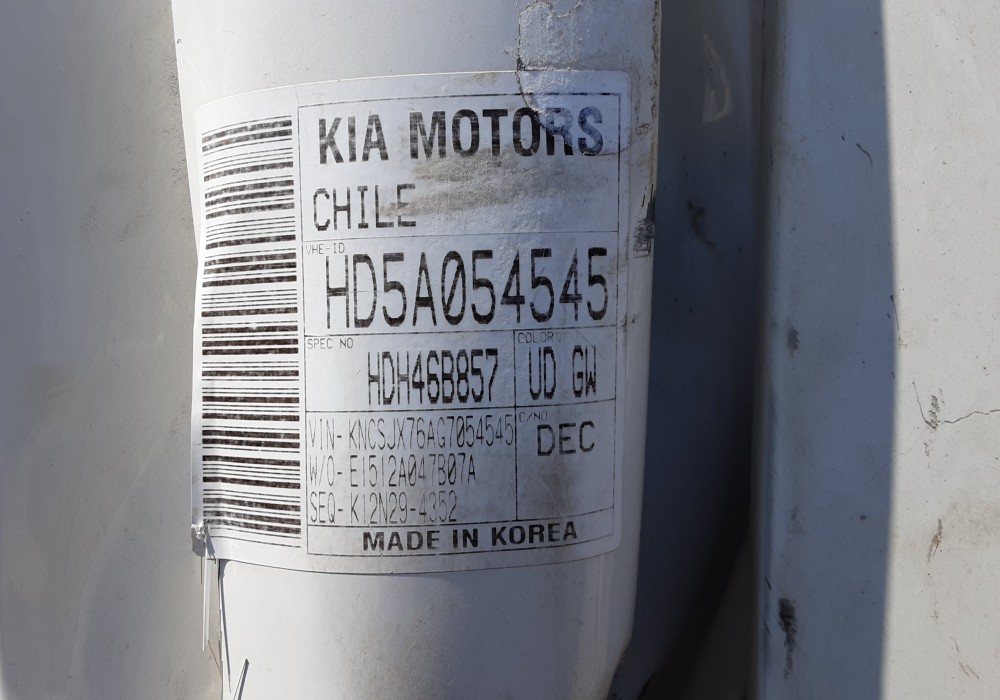 KIA MOTORS
CHILE
VHE-ID
HD5A054545
SPEC NO
COLOR
HDH46B857
UD GW
VIN- KNCSJX76AG7054545
C/NO
DEC
W/O- E1512A047B07A
SEQ- K12N29-4352
MADE IN KOREA